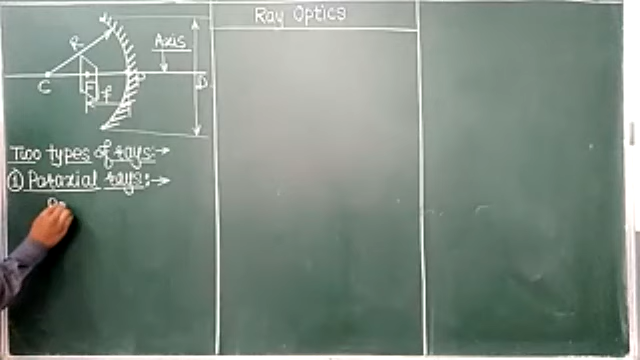 Ray Optics
R
Axis
C
F
P
D
f
Two types of rays:→
① Paraxial rays:→